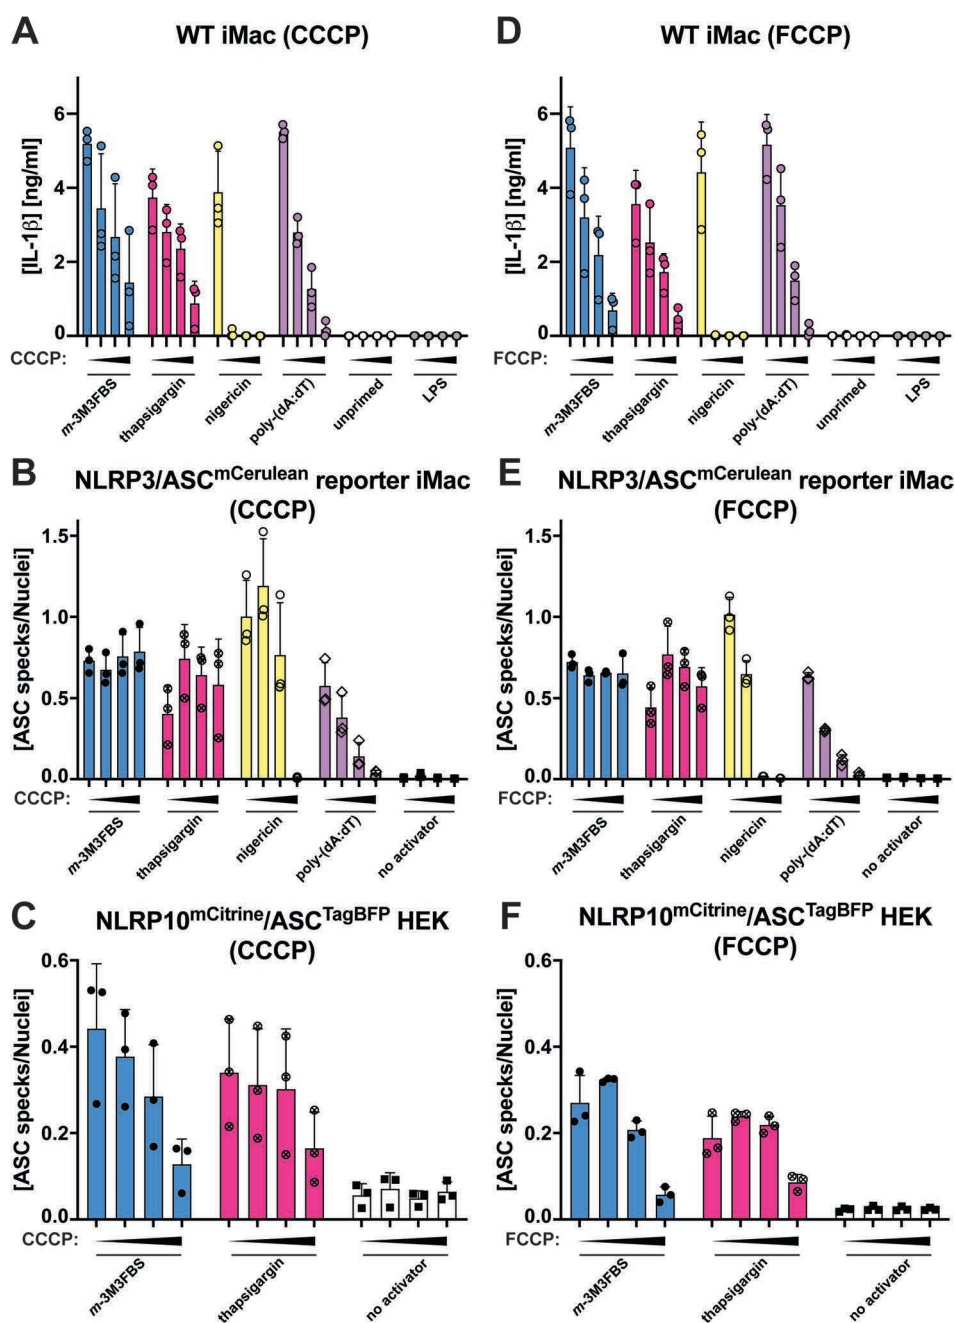 A
WT iMac (CCCP)
[IL-1β] [ng/ml]
6
4
2
0
CCCP:
m-3M3FBS
thapsigargin
nigericin
poly-(dA:dT)
unprimed
LPS
D
WT iMac (FCCP)
[IL-1β] [ng/ml]
6
4
2
0
FCCP:
m-3M3FBS
thapsigargin
nigericin
poly-(dA:dT)
unprimed
LPS
B
NLRP3/ASCmCerulean reporter iMac
(CCCP)
[ASC specks/Nuclei]
1.5
1.0
0.5
0.0
CCCP:
m-3M3FBS
thapsigargin
nigericin
poly-(dA:dT)
no activator
E
NLRP3/ASCmCerulean reporter iMac
(FCCP)
[ASC specks/Nuclei]
1.5
1.0
0.5
0.0
FCCP:
m-3M3FBS
thapsigargin
nigericin
poly-(dA:dT)
no activator
C
NLRP10mCitrine/ASCTagBFP HEK
(CCCP)
[ASC specks/Nuclei]
0.6
0.4
0.2
0.0
CCCP:
m-3M3FBS
thapsigargin
no activator
F
NLRP10mCitrine/ASCTagBFP HEK
(FCCP)
[ASC specks/Nuclei]
0.6
0.4
0.2
0.0
FCCP:
m-3M3FBS
thapsigargin
no activator